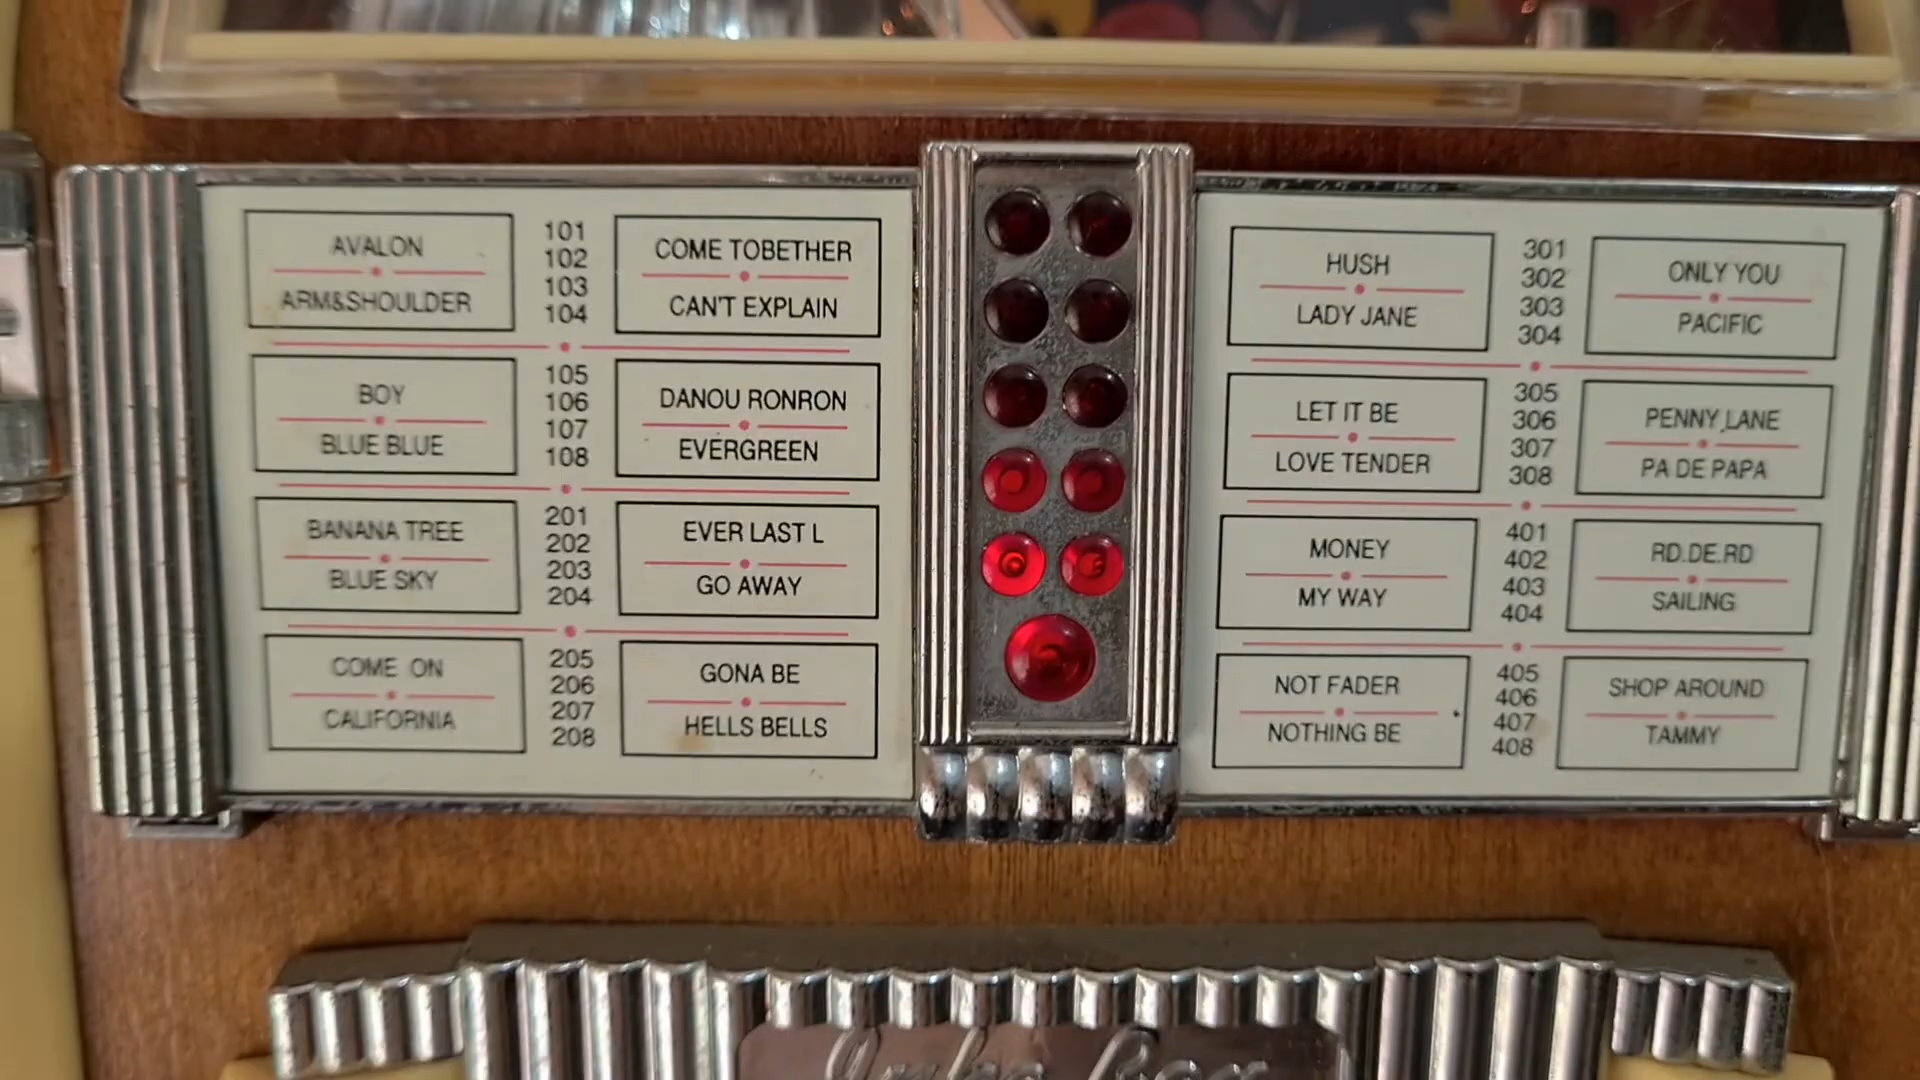 AVALON
ARM&SHOULDER
101
102
103
104
COME TOBETHER
CAN'T EXPLAIN
BOY
BLUE BLUE
105
106
107
108
DANOU RONRON
EVERGREEN
BANANA TREE
BLUE SKY
201
202
203
204
EVER LAST L
GO AWAY
COME ON
CALIFORNIA
205
206
207
208
GONA BE
HELLS BELLS
HUSH
LADY JANE
301
302
303
304
ONLY YOU
PACIFIC
LET IT BE
LOVE TENDER
305
306
307
308
PENNY LANE
PA DE PAPA
MONEY
MY WAY
401
402
403
404
RD.DE.RD
SAILING
NOT FADER
NOTHING BE
405
406
407
408
SHOP AROUND
TAMMY
Juke Box